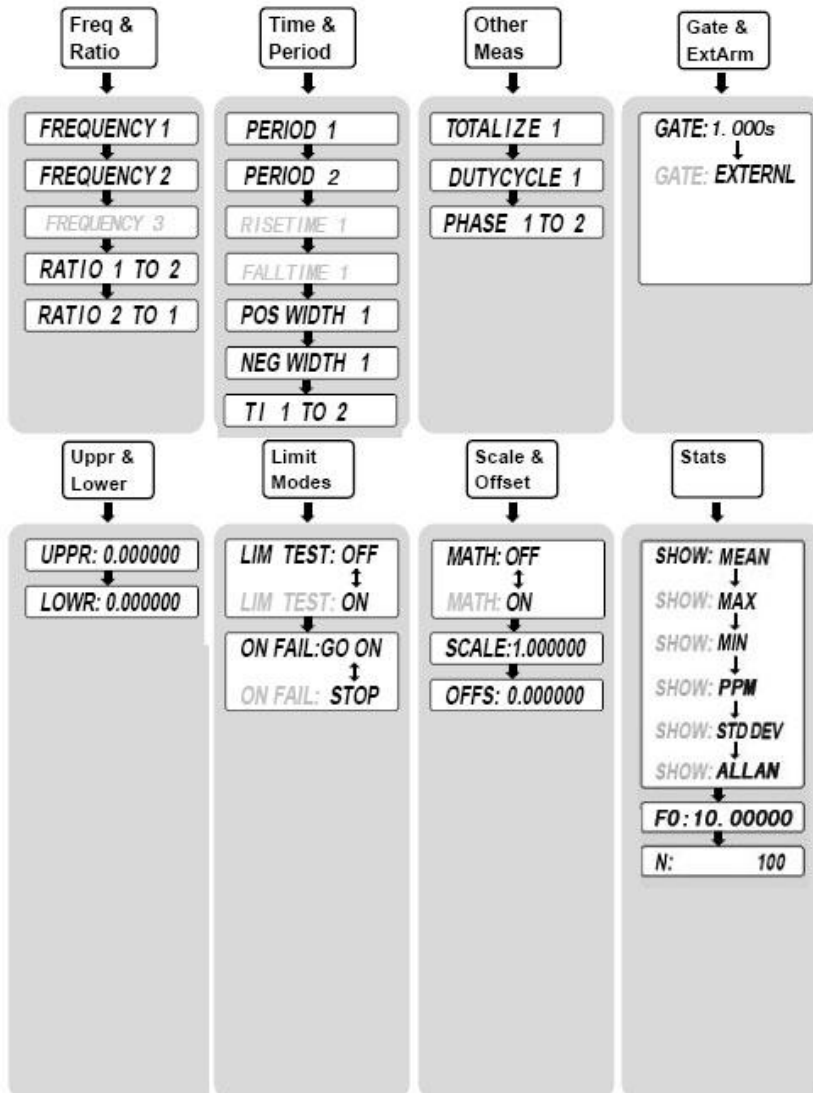 Freq &
Ratio
FREQUENCY 1
FREQUENCY 2
FREQUENCY 3
RATIO 1 TO 2
RATIO 2 TO 1
Time &
Period
PERIOD 1
PERIOD 2
RISETIME 1
FALLTIME 1
POS WIDTH 1
NEG WIDTH 1
TI 1 TO 2
Other
Meas
TOTALIZE 1
DUTYCYCLE 1
PHASE 1 TO 2
Gate &
ExtArm
GATE: 1. 000s
GATE: EXTERNL
Uppr &
Lower
UPPR: 0.000000
LOWR: 0.000000
Limit
Modes
LIM TEST: OFF
LIM TEST: ON
ON FAIL:GO ON
ON FAIL: STOP
Scale &
Offset
MATH: OFF
MATH: ON
SCALE:1.000000
OFFS: 0.000000
Stats
SHOW: MEAN
SHOW: MAX
SHOW: MIN
SHOW: PPM
SHOW: STD DEV
SHOW: ALLAN
F0:10. 00000
N: 100